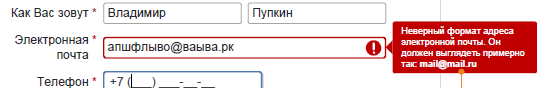 Как Вас зовут * Владимир Пупкин
Неверный формат адреса
Электронная
электронной почты. Он
почта * апшфлыво@ваыва.рк
должен выглядеть примерно
так: mail@mail.ru
Телефон * +7 (___) ___-__-__